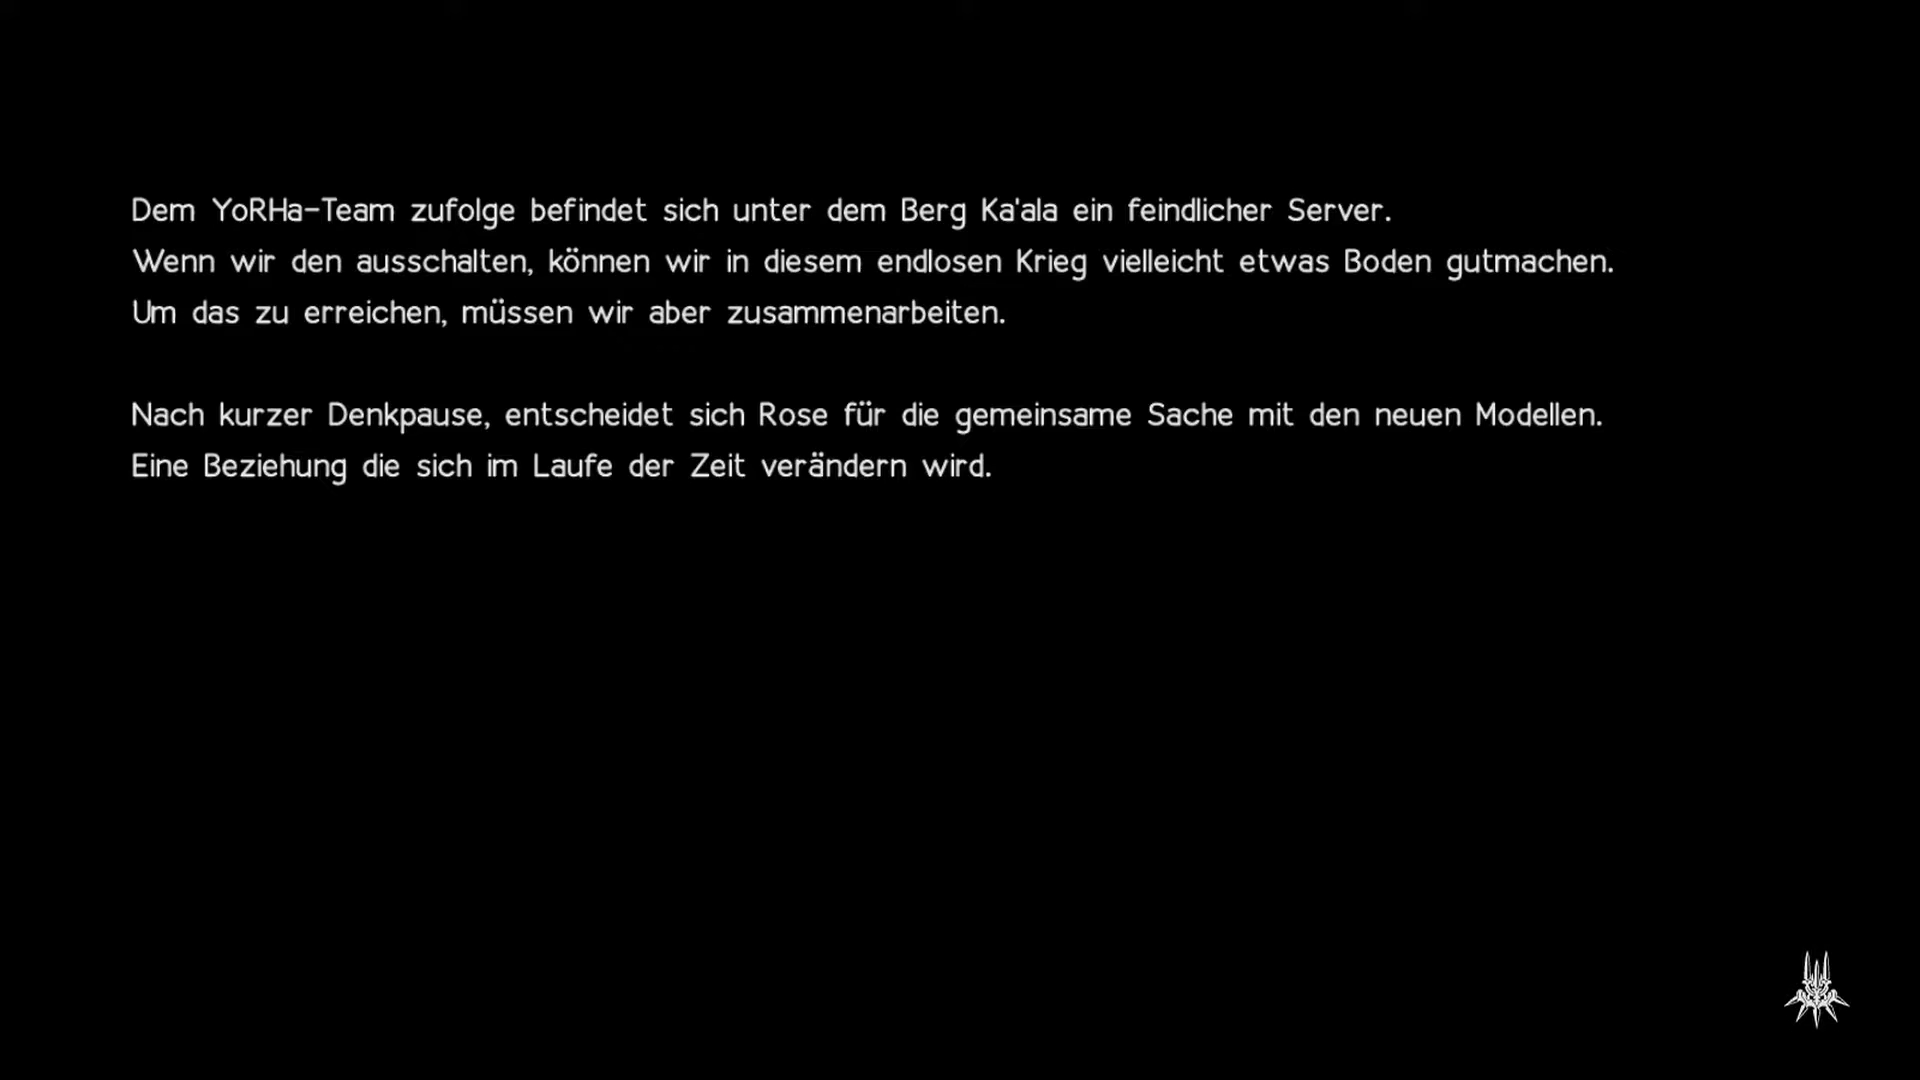 Dem YoRHa-Team zufolge befindet sich unter dem Berg Ka'ala ein feindlicher Server.
Wenn wir den ausschalten, können wir in diesem endlosen Krieg vielleicht etwas Boden gutmachen.
Um das zu erreichen, müssen wir aber zusammenarbeiten.
Nach kurzer Denkpause, entscheidet sich Rose für die gemeinsame Sache mit den neuen Modellen.
Eine Beziehung die sich im Laufe der Zeit verändern wird.